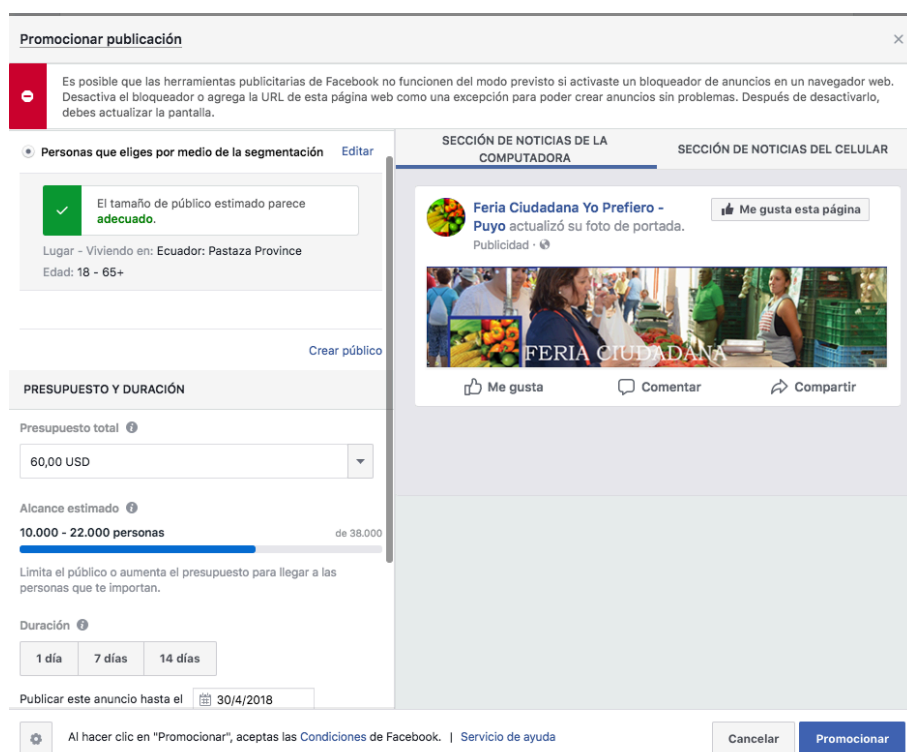 Promocionar publicación
Es posible que las herramientas publicitarias de Facebook no funcionen del modo previsto si activaste un bloqueador de anuncios en un navegador web.
Desactiva el bloqueador o agrega la URL de esta página web como una excepción para poder crear anuncios sin problemas. Después de desactivarlo,
debes actualizar la pantalla.
Personas que eliges por medio de la segmentación Editar
El tamaño de público estimado parece
adecuado.
Lugar - Viviendo en: Ecuador: Pastaza Province
Edad: 18 - 65+
Crear público
PRESUPUESTO Y DURACIÓN
Presupuesto total
60,00 USD
Alcance estimado
10.000 - 22.000 personas de 38.000
Limita el público o aumenta el presupuesto para llegar a las
personas que te importan.
Duración
1 día 7 días 14 días
Publicar este anuncio hasta el 30/4/2018
SECCIÓN DE NOTICIAS DE LA
COMPUTADORA
SECCIÓN DE NOTICIAS DEL CELULAR
Feria Ciudadana Yo Prefiero -
Puyo actualizó su foto de portada.
Publicidad ·
Me gusta esta página
FERIA CIUDADANA
Me gusta Comentar Compartir
Al hacer clic en "Promocionar", aceptas las Condiciones de Facebook. | Servicio de ayuda
Cancelar Promocionar